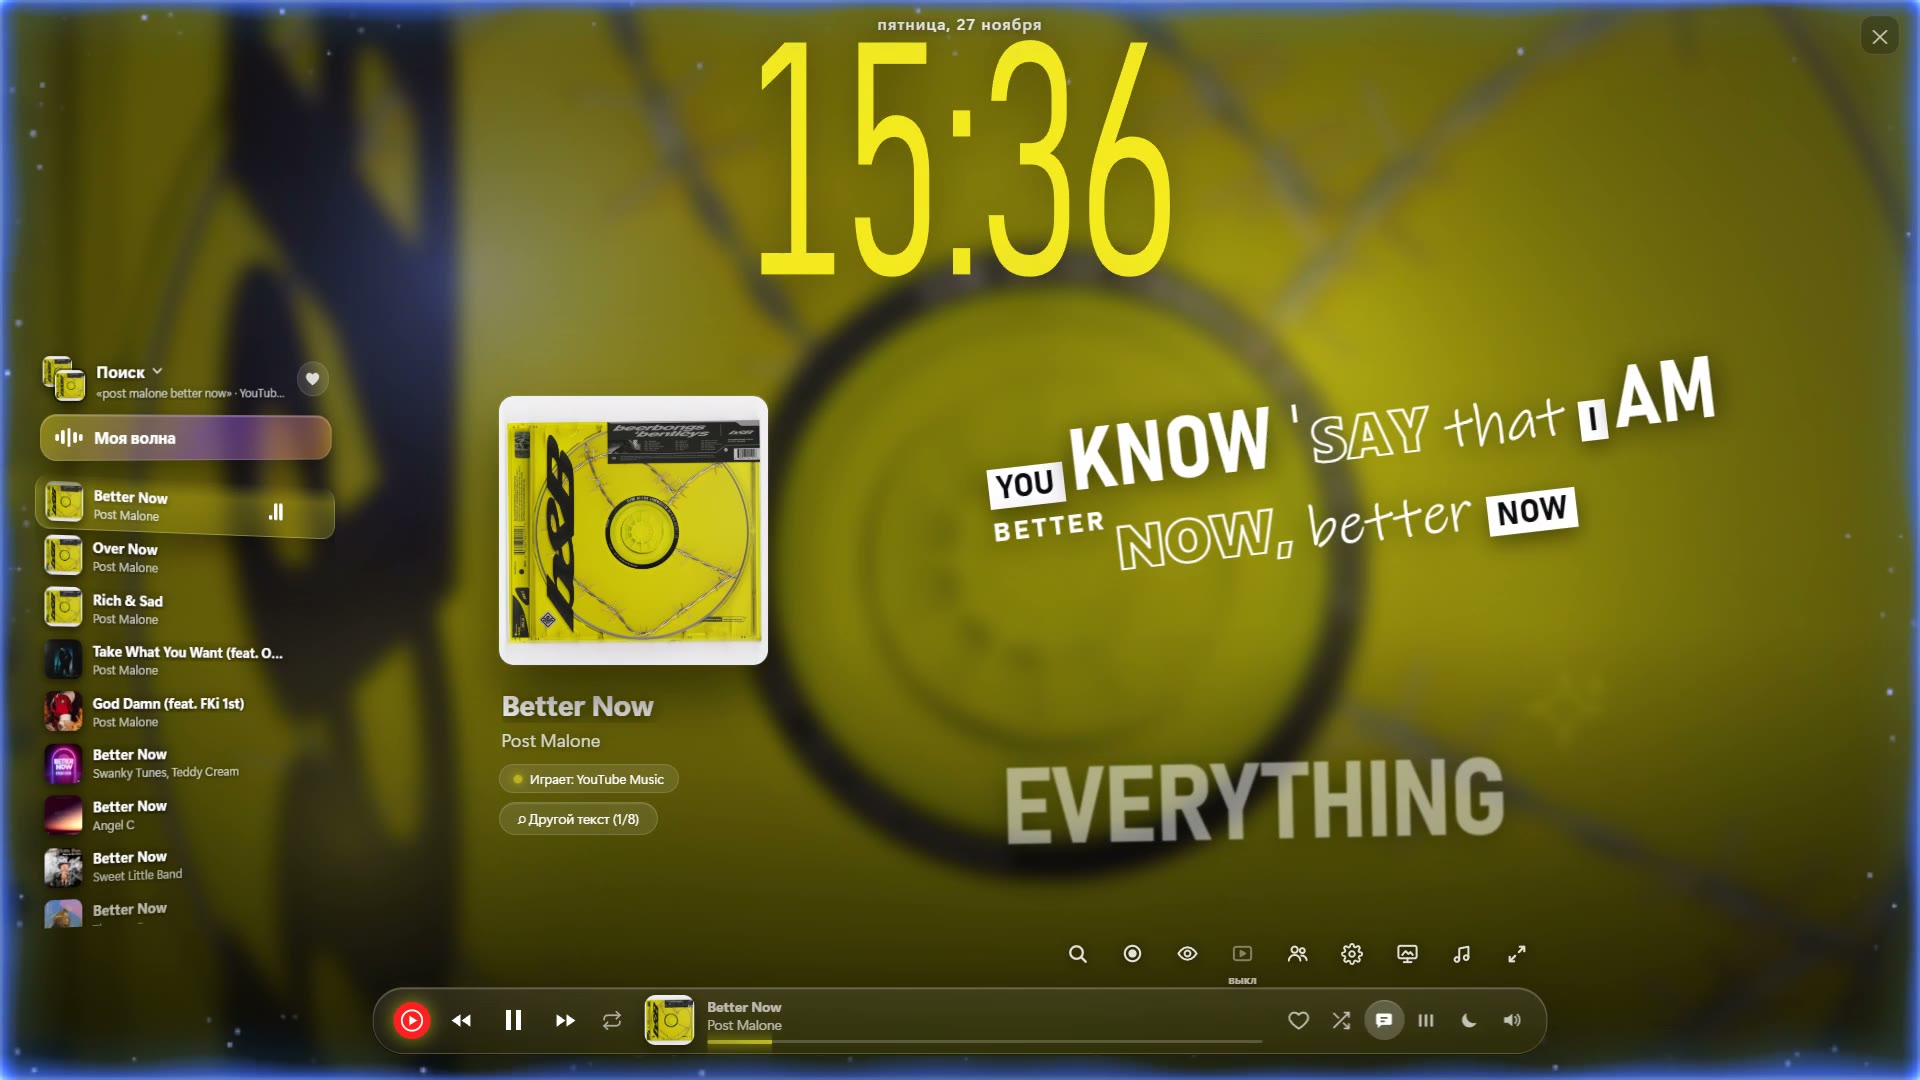 пятница, 27 ноября
15:36
Поиск
«post malone better now» · YouTub...
Моя волна
Better Now
Post Malone
Over Now
Post Malone
Rich & Sad
Post Malone
Take What You Want (feat. O...
Post Malone
God Damn (feat. FKi 1st)
Post Malone
Better Now
Swanky Tunes, Teddy Cream
Better Now
Angel C
Better Now
Sweet Little Band
Better Now
beerbongs
bentleys
Better Now
Post Malone
Играет: YouTube Music
Другой текст (1/8)
YOU KNOW 'SAY that I AM
BETTER NOW, better NOW
EVERYTHING
выкл
Better Now
Post Malone